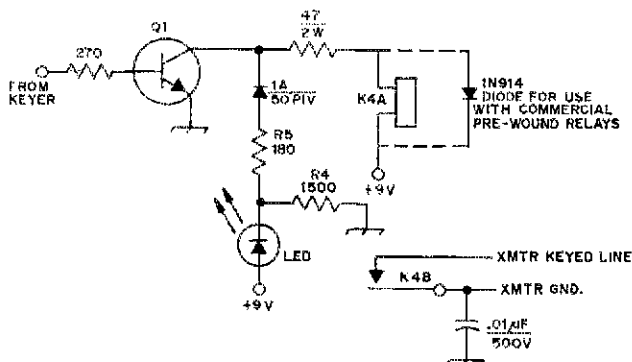 Q1
47
2W
270
FROM
KEYER
1A
50PIV
K4A
1N914
DIODE FOR USE
WITH COMMERCIAL
PRE-WOUND RELAYS
R5
180
R4
1500
+9V
LED
+9V
XMTR KEYED LINE
K4B
XMTR GND.
.01µF
500V